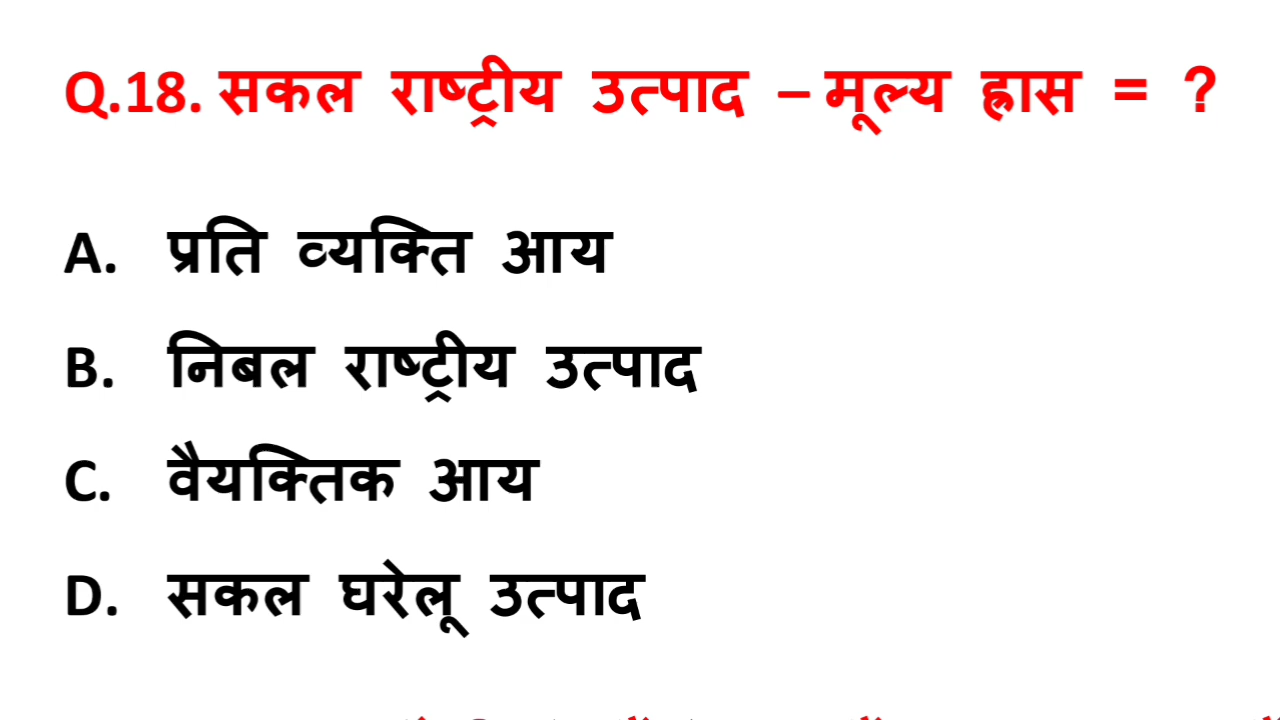 Q.18. सकल राष्ट्रीय उत्पाद – मूल्य ह्रास = ?
A. प्रति व्यक्ति आय
B. निबल राष्ट्रीय उत्पाद
C. वैयक्तिक आय
D. सकल घरेलू उत्पाद